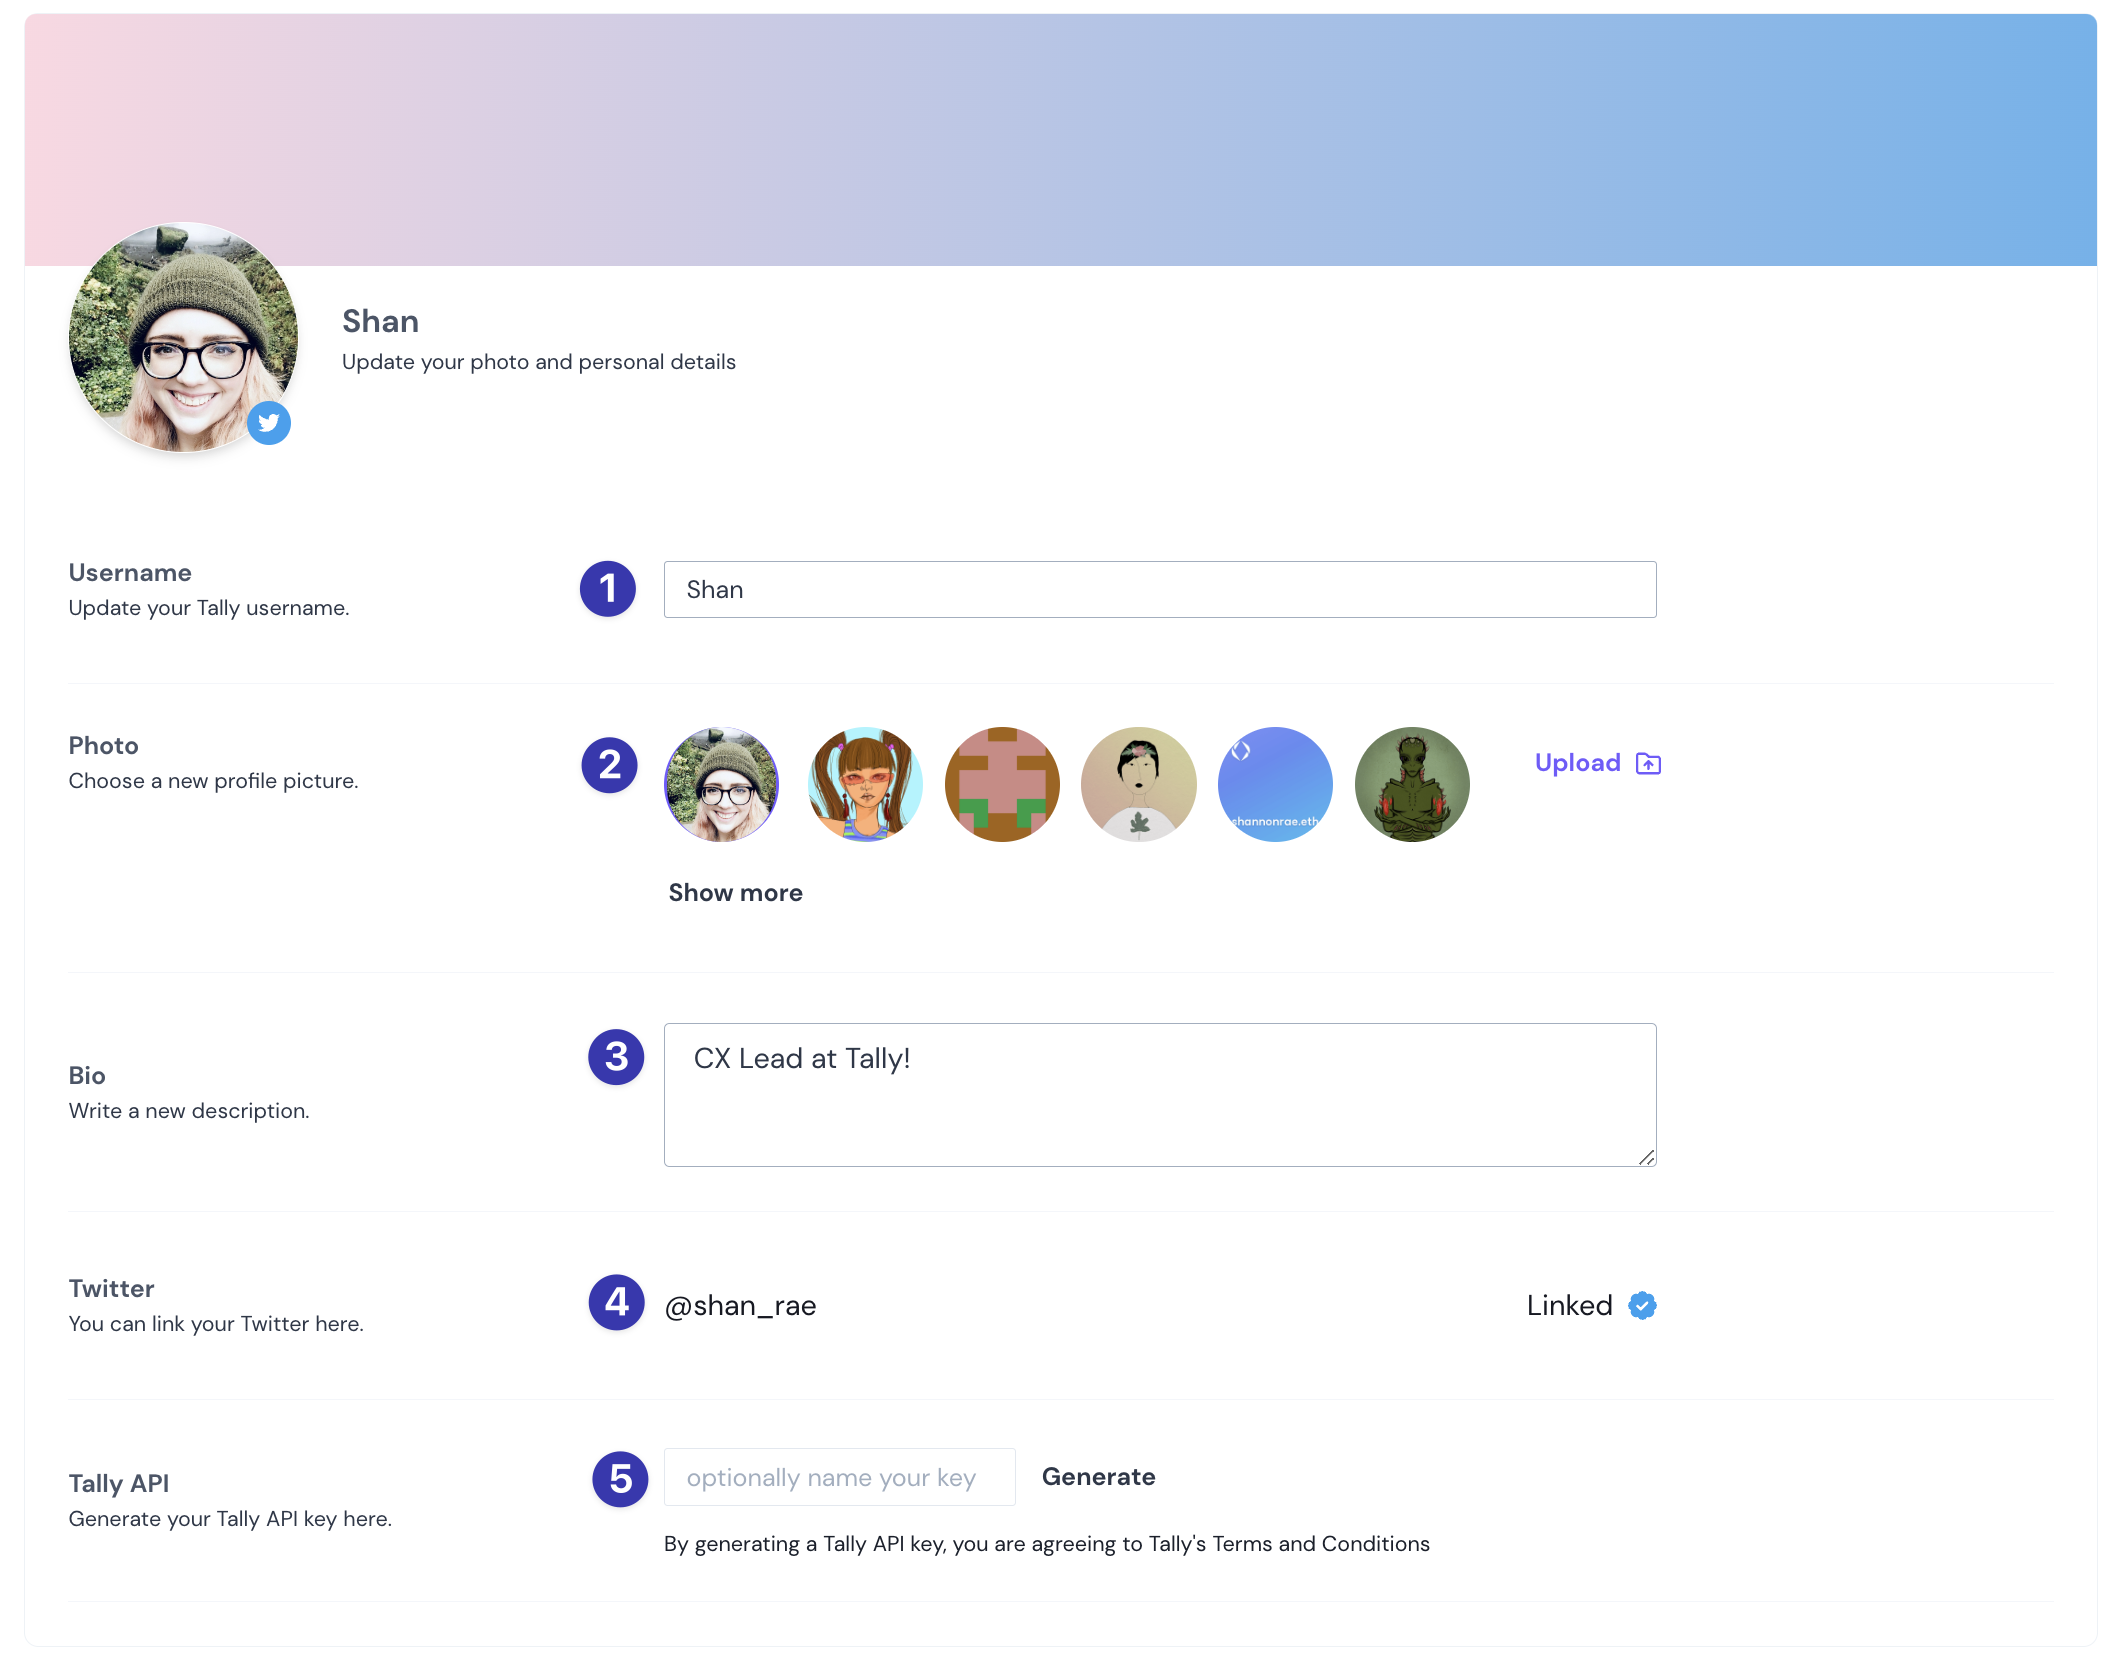 Shan
Update your photo and personal details
Username
Update your Tally username.
1
Shan
Photo
Choose a new profile picture.
2
shannonrae.eth
Upload
Show more
Bio
Write a new description.
3
CX Lead at Tally!
Twitter
You can link your Twitter here.
4
@shan_rae
Linked
Tally API
Generate your Tally API key here.
5
optionally name your key
Generate
By generating a Tally API key, you are agreeing to Tally's Terms and Conditions